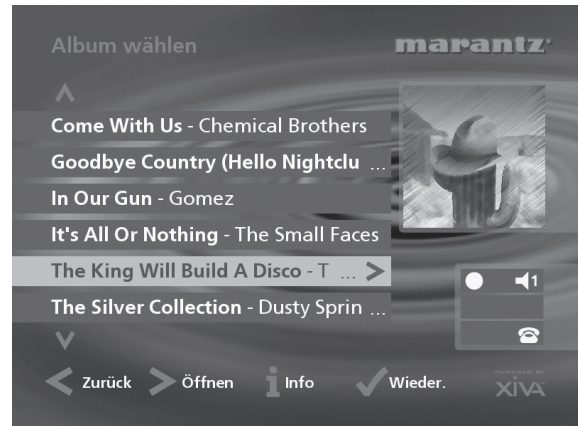 Album wählen
marantz
Come With Us - Chemical Brothers
Goodbye Country (Hello Nightclu ...
In Our Gun - Gomez
It's All Or Nothing - The Small Faces
The King Will Build A Disco - T ...
The Silver Collection - Dusty Sprin ...
1
Zurück Öffnen Info Wieder.
POWERED BY
XiVA